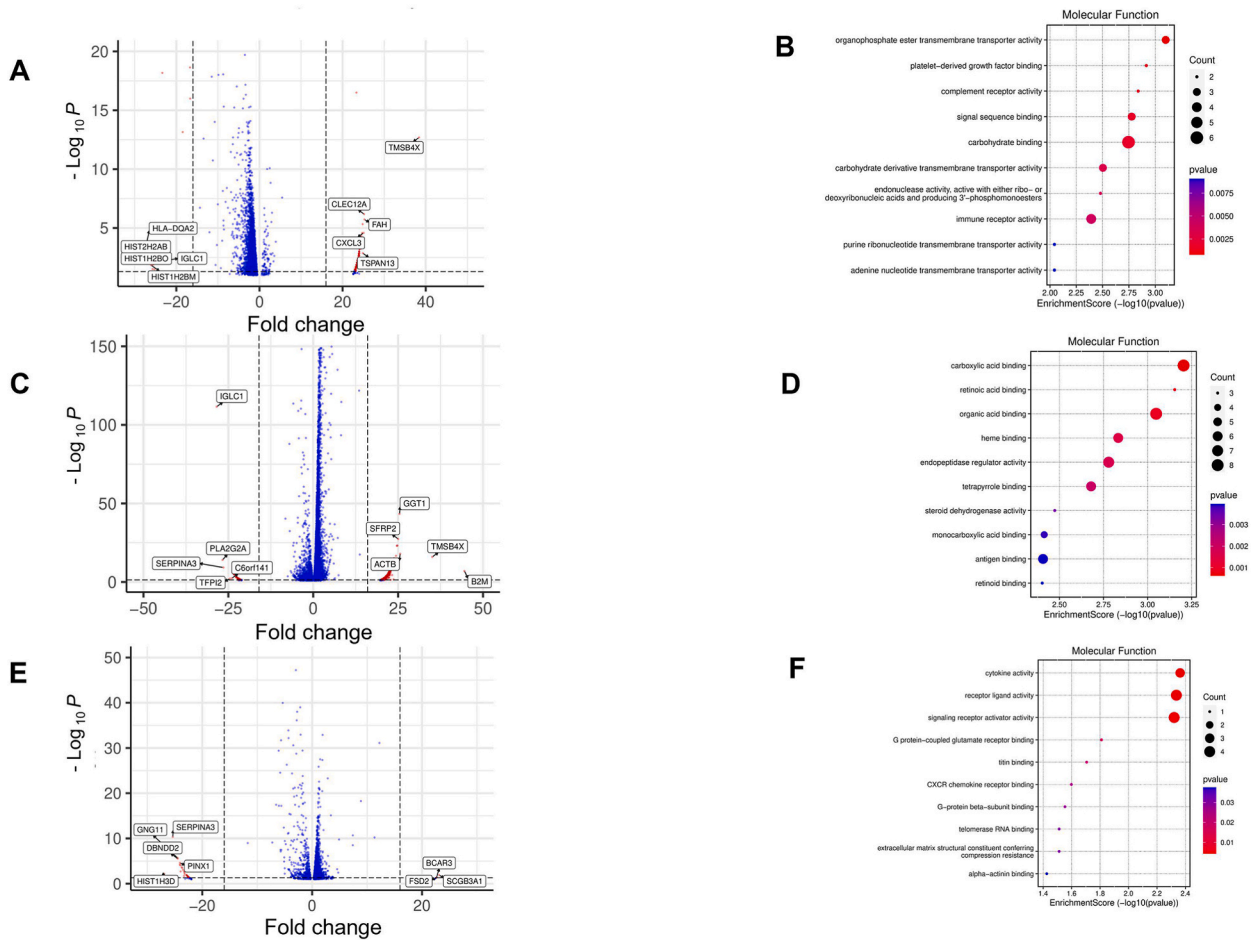 A
20
15
10
5
- Log 10 P
TMSB4X
CLEC12A
FAH
CXCL3
TSPAN13
HLA-DQA2
HIST2H2AB
HIST1H2BO
IGLC1
HIST1H2BM
−20
0
20
40
Fold change
B
Molecular Function
organophosphate ester transmembrane transporter activity
platelet−derived growth factor binding
complement receptor activity
signal sequence binding
carbohydrate binding
carbohydrate derivative transmembrane transporter activity
endonuclease activity, active with either ribo− or
deoxyribonucleic acids and producing 3'−phosphomonoesters
immune receptor activity
purine ribonucleotide transmembrane transporter activity
adenine nucleotide transmembrane transporter activity
2.00
2.25
2.50
2.75
3.00
EnrichmentScore (−log10(pvalue))
Count
2
3
4
5
6
pvalue
0.0075
0.0050
0.0025
C
150
100
50
0
- Log 10 P
IGLC1
GGT1
SFRP2
TMSB4X
PLA2G2A
SERPINA3
C6orf141
ACTB
TFPI2
B2M
−50
−25
0
25
50
Fold change
D
Molecular Function
carboxylic acid binding
retinoic acid binding
organic acid binding
heme binding
endopeptidase regulator activity
tetrapyrrole binding
steroid dehydrogenase activity
monocarboxylic acid binding
antigen binding
retinoid binding
2.50
2.75
3.00
3.25
EnrichmentScore (−log10(pvalue))
Count
3
4
5
6
7
8
pvalue
0.003
0.002
0.001
E
50
40
30
20
10
0
- Log 10 P
GNG11
SERPINA3
DBNDD2
PINX1
HIST1H3D
BCAR3
FSD2
SCGB3A1
−20
0
20
Fold change
F
Molecular Function
cytokine activity
receptor ligand activity
signaling receptor activator activity
G protein−coupled glutamate receptor binding
titin binding
CXCR chemokine receptor binding
G−protein beta−subunit binding
telomerase RNA binding
extracellular matrix structural constituent conferring
compression resistance
alpha−actinin binding
1.4
1.6
1.8
2.0
2.2
2.4
EnrichmentScore (−log10(pvalue))
Count
1
2
3
4
pvalue
0.03
0.02
0.01